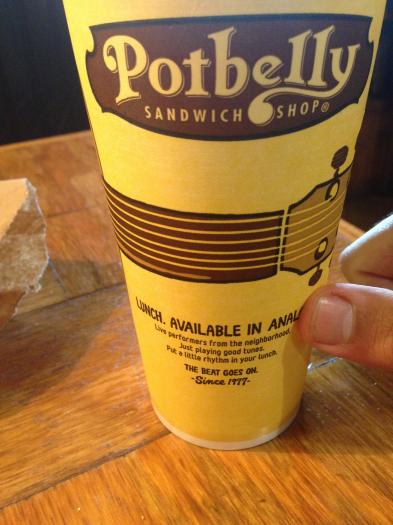 Potbelly
SANDWICH SHOP®
LUNCH. AVAILABLE IN
Live performers from the neighborhood.
Just playing good tunes.
Put a little rhythm in your lunch.
THE BEAT GOES ON.
-Since 1977-